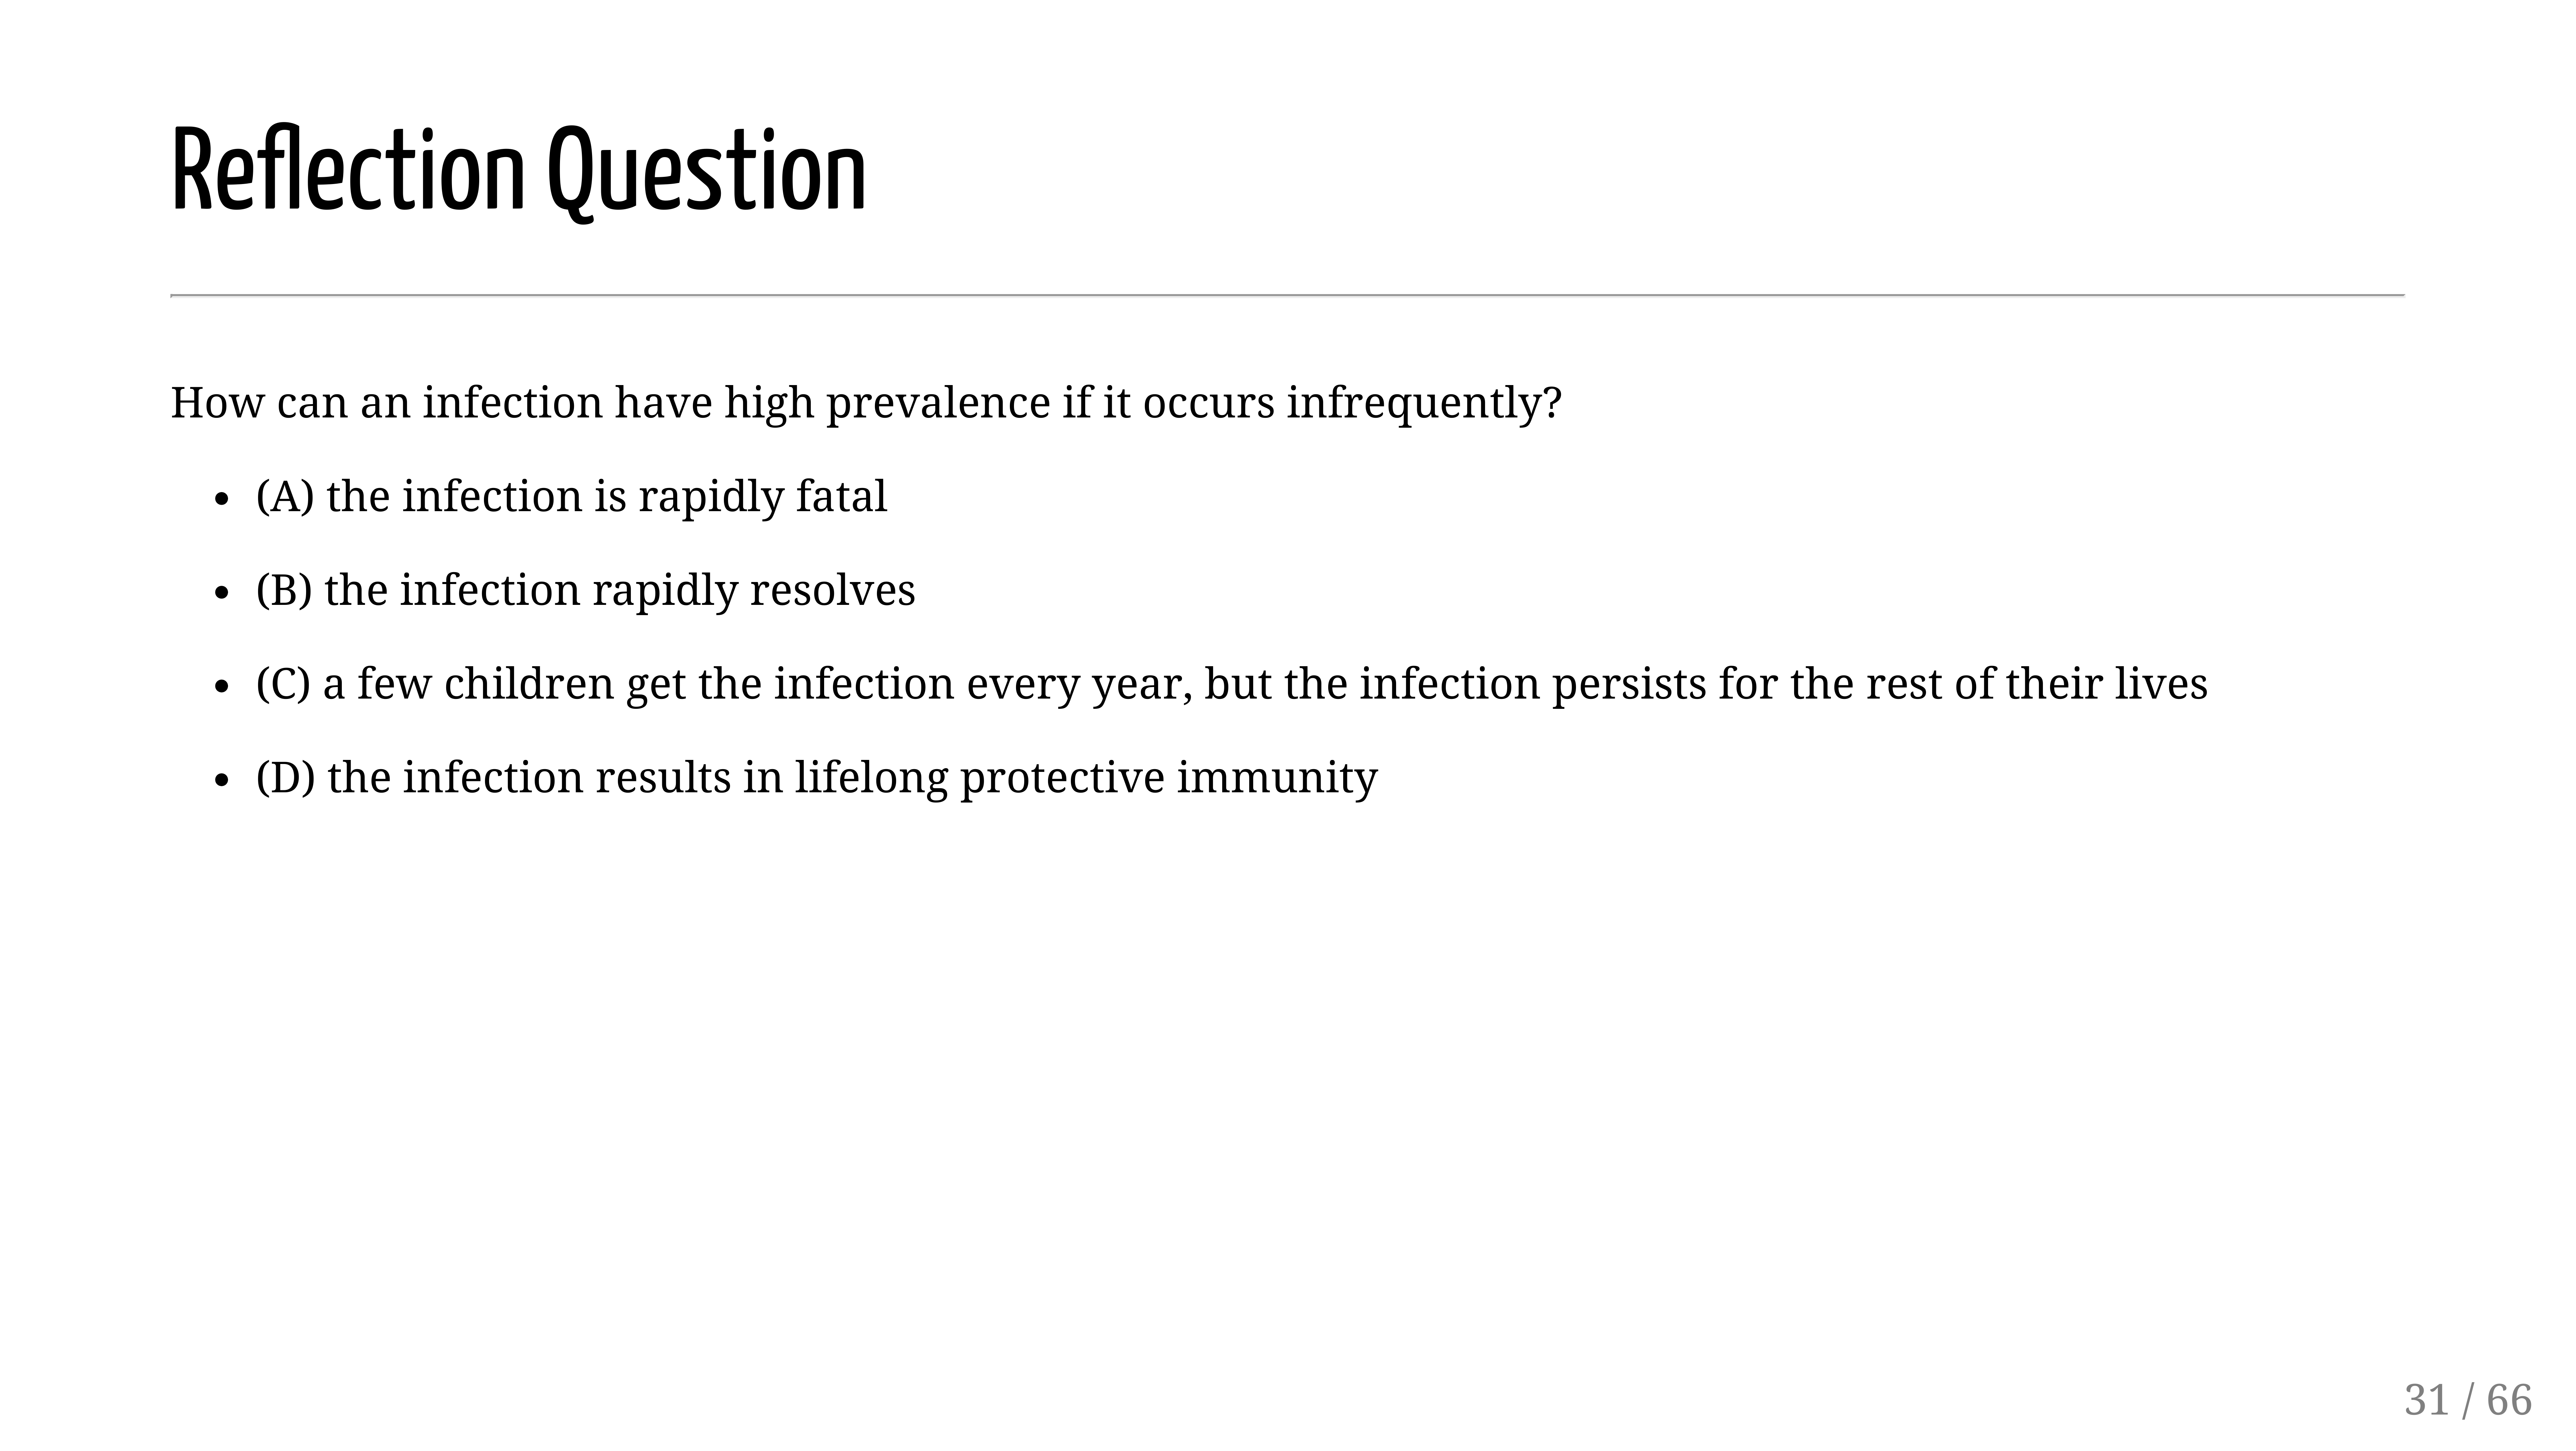 Reflection Question
How can an infection have high prevalence if it occurs infrequently?
• (A) the infection is rapidly fatal
• (B) the infection rapidly resolves
• (C) a few children get the infection every year, but the infection persists for the rest of their lives
• (D) the infection results in lifelong protective immunity
31 / 66